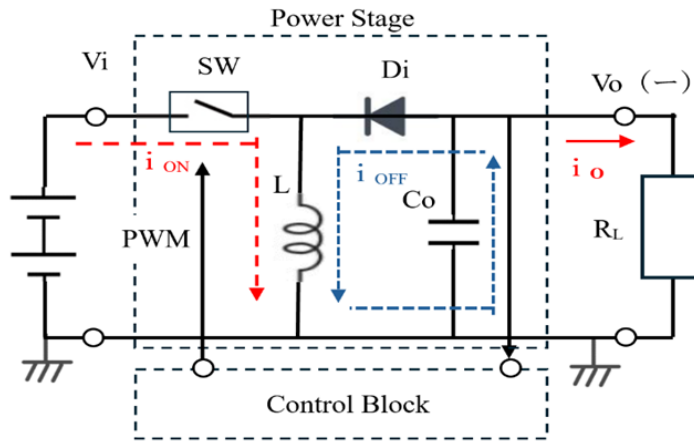 Power Stage
Vi
SW
Di
Vo（一）
i ON
L
i OFF
i o
Co
PWM
RL
Control Block